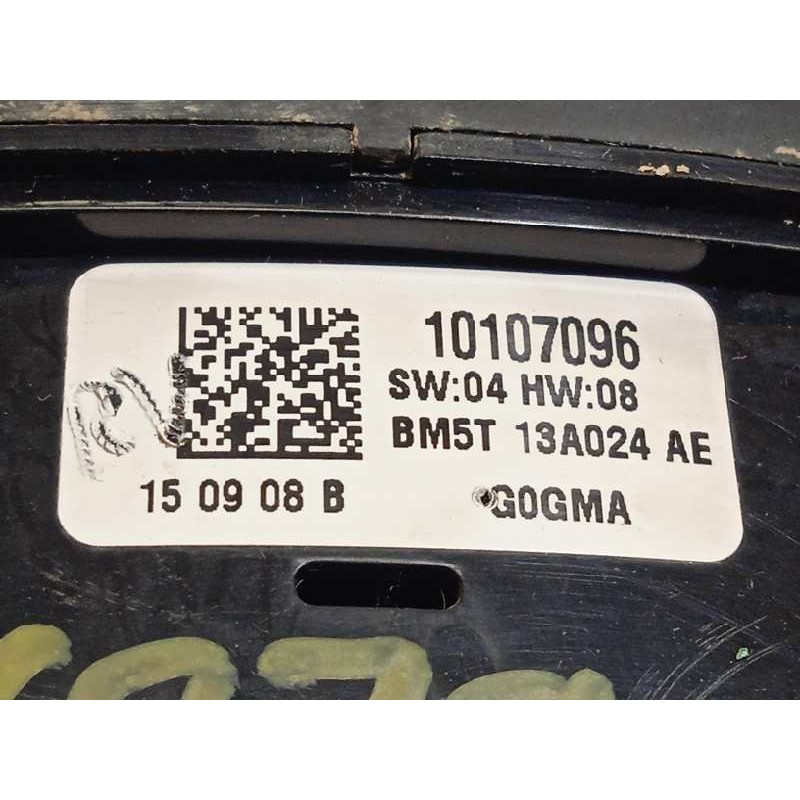 10107096
SW:04 HW:08
BM5T 13A024 AE
15 09 08 B G0GMA